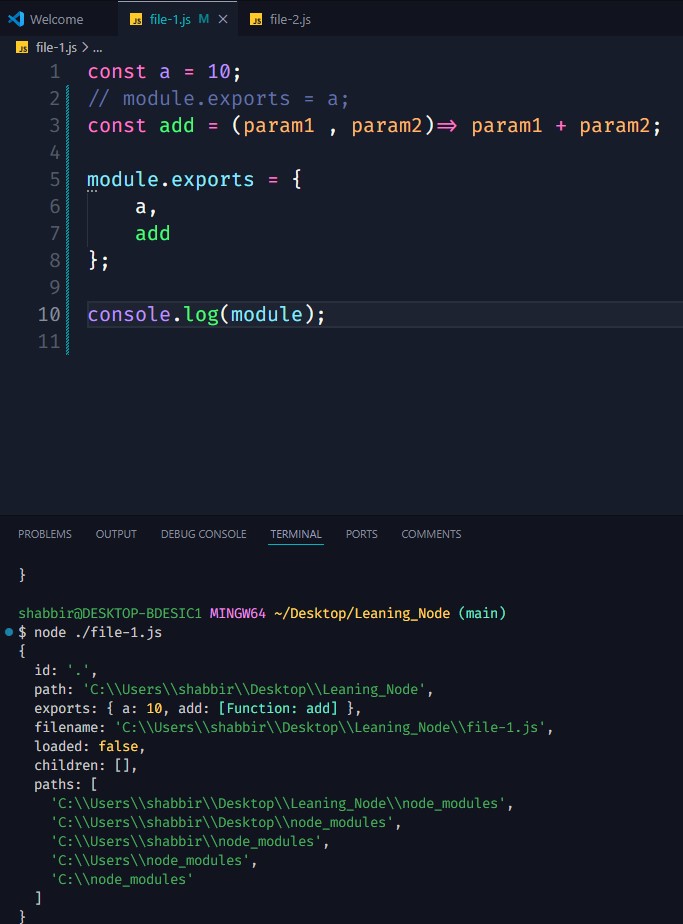 Welcome
JS file-1.js M ×
JS file-2.js
JS file-1.js > ...
1 const a = 10;
2 // module.exports = a;
3 const add = (param1 , param2)=> param1 + param2;
4
5 module.exports = {
6     a,
7     add
8 };
9
10 console.log(module);
11
PROBLEMS OUTPUT DEBUG CONSOLE TERMINAL PORTS COMMENTS
}
shabbir@DESKTOP-BDESIC1 MINGW64 ~/Desktop/Leaning_Node (main)
$ node ./file-1.js
{
  id: '.',
  path: 'C:\\Users\\shabbir\\Desktop\\Leaning_Node',
  exports: { a: 10, add: [Function: add] },
  filename: 'C:\\Users\\shabbir\\Desktop\\Leaning_Node\\file-1.js',
  loaded: false,
  children: [],
  paths: [
    'C:\\Users\\shabbir\\Desktop\\Leaning_Node\\node_modules',
    'C:\\Users\\shabbir\\Desktop\\node_modules',
    'C:\\Users\\shabbir\\node_modules',
    'C:\\Users\\node_modules',
    'C:\\node_modules'
  ]
}